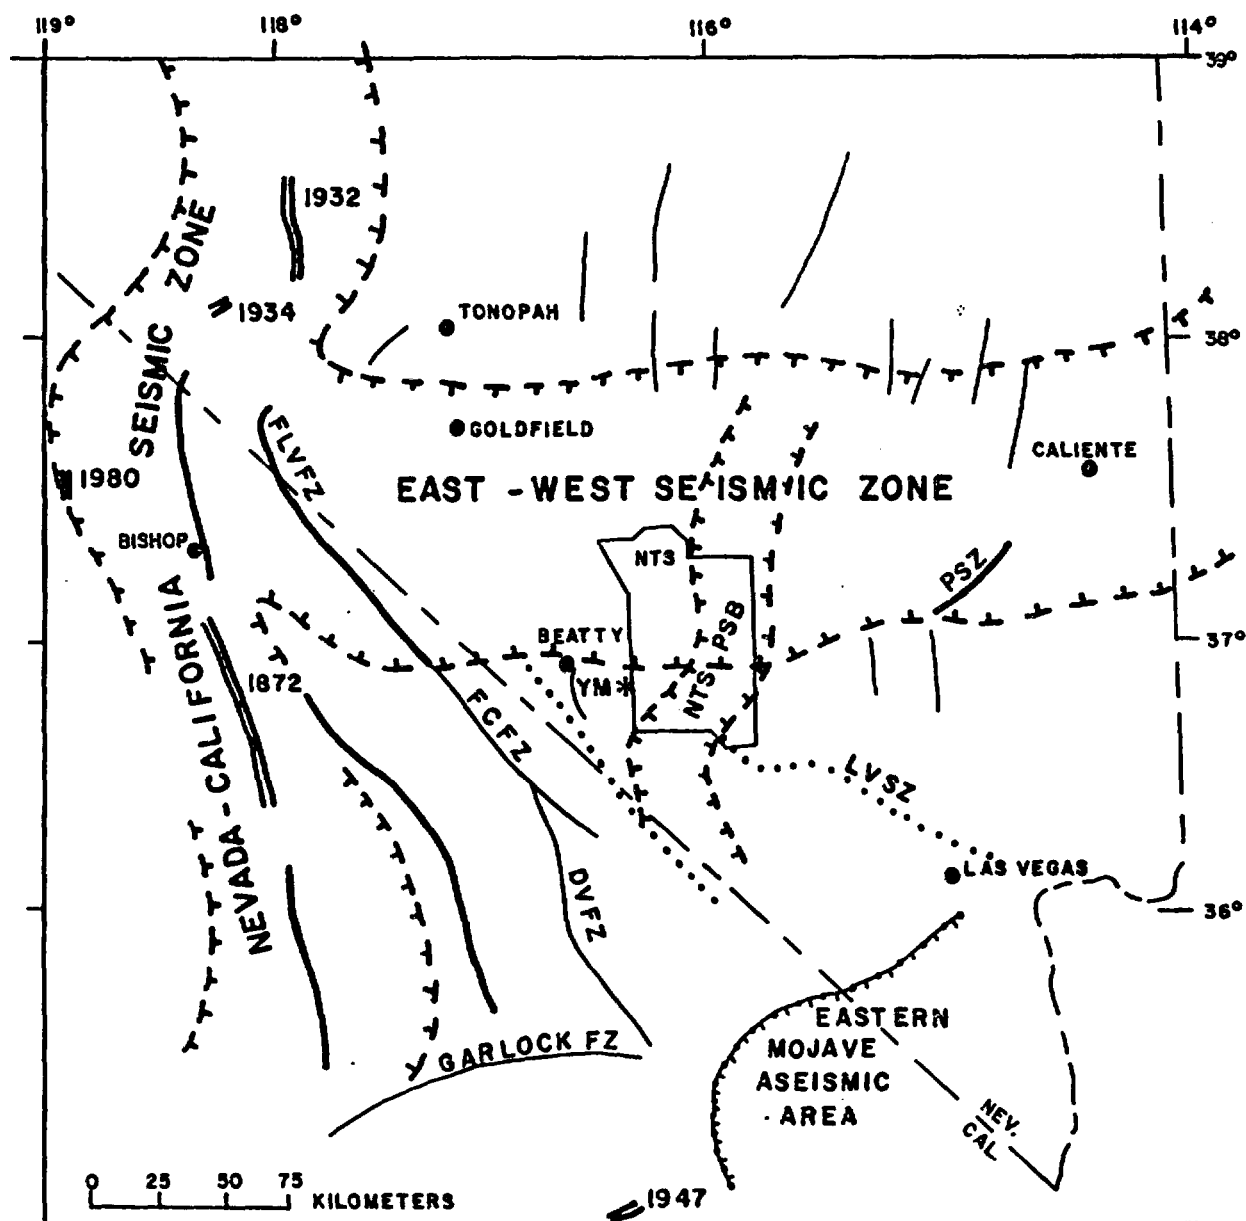 119° 118° 116° 114°
39°
1932
SEISMIC ZONE
1934
TONOPAH
38°
GOLDFIELD
FLVFZ
CALIENTE
1980
EAST - WEST SEISMIC ZONE
BISHOP
NTS
PSZ
BEATTY
37°
YM*
NTS - PSB
1872
NEVADA - CALIFORNIA
FCFZ
LVSZ
LAS VEGAS
DVFZ
36°
EASTERN
MOJAVE
ASEISMIC
AREA
GARLOCK FZ
NEV.
CAL
0 25 50 75
KILOMETERS
1947